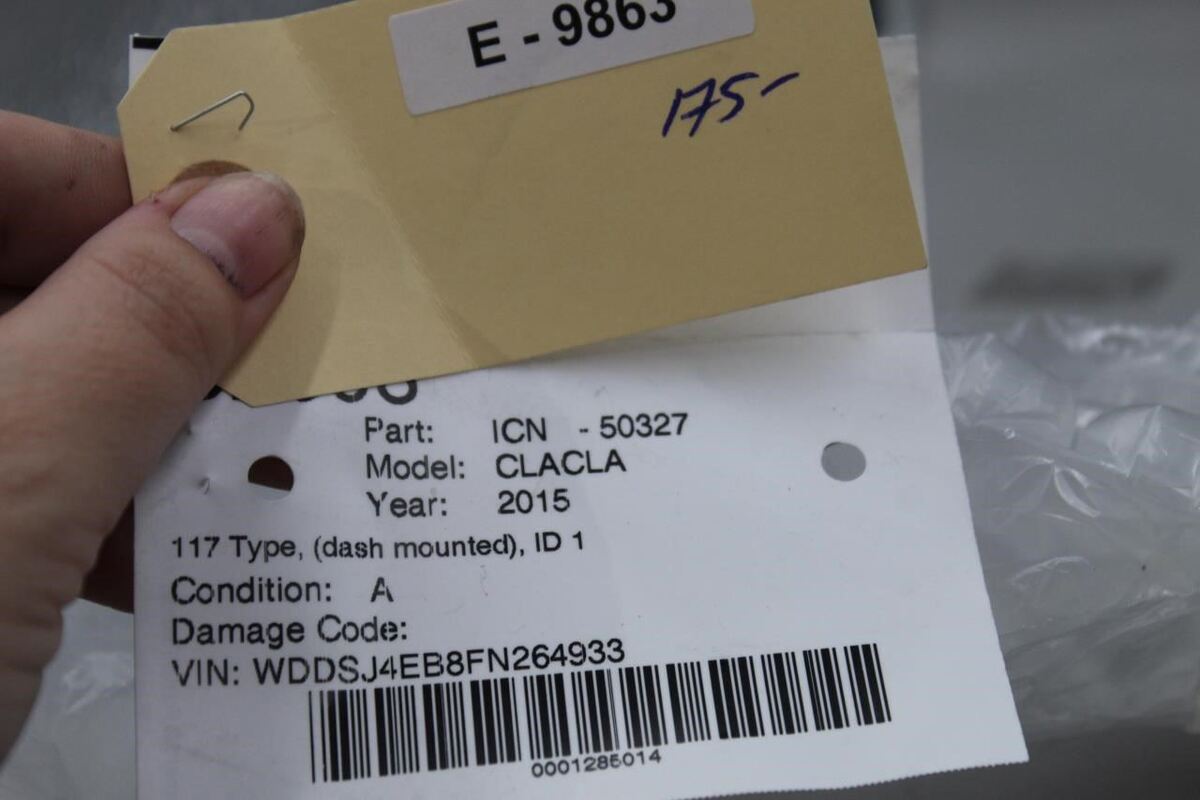 E - 9863
175-
Part: ICN - 50327
Model: CLACLA
Year: 2015
117 Type, (dash mounted), ID 1
Condition: A
Damage Code:
VIN: WDDSJ4EB8FN264933
0001285014